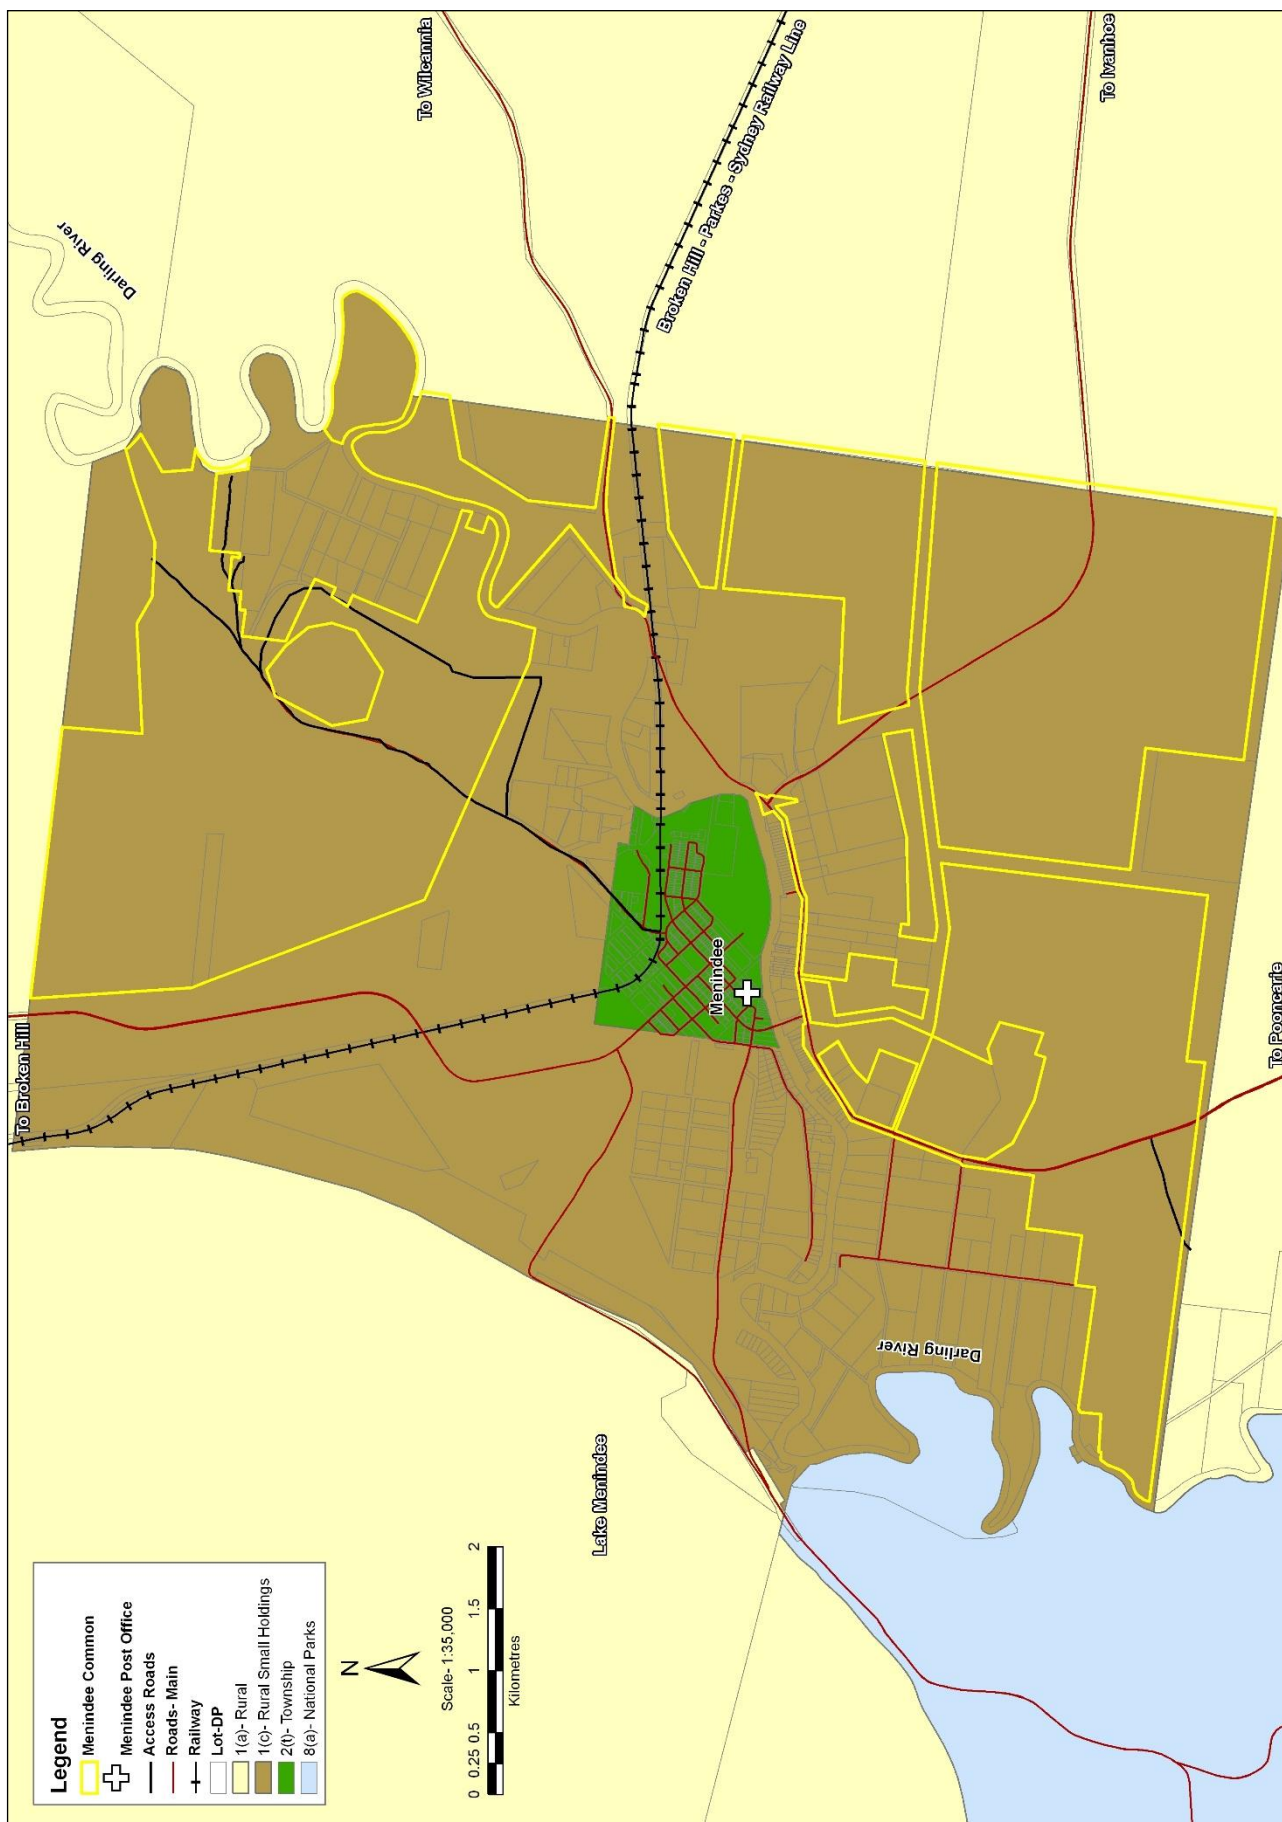 To Wilcannia
Darling River
Broken Hill - Parkes - Sydney Railway Line
To Ivanhoe
To Broken Hill
Menindee
To Pooncarie
Darling River
Lake Menindee
Legend
Menindee Common
Menindee Post Office
Access Roads
Roads- Main
Railway
Lot-DP
1(a)- Rural
1(c)- Rural Small Holdings
2(t)- Township
8(a)- National Parks
N
Scale- 1:35,000
0 0.25 0.5 1 1.5 2
Kilometres